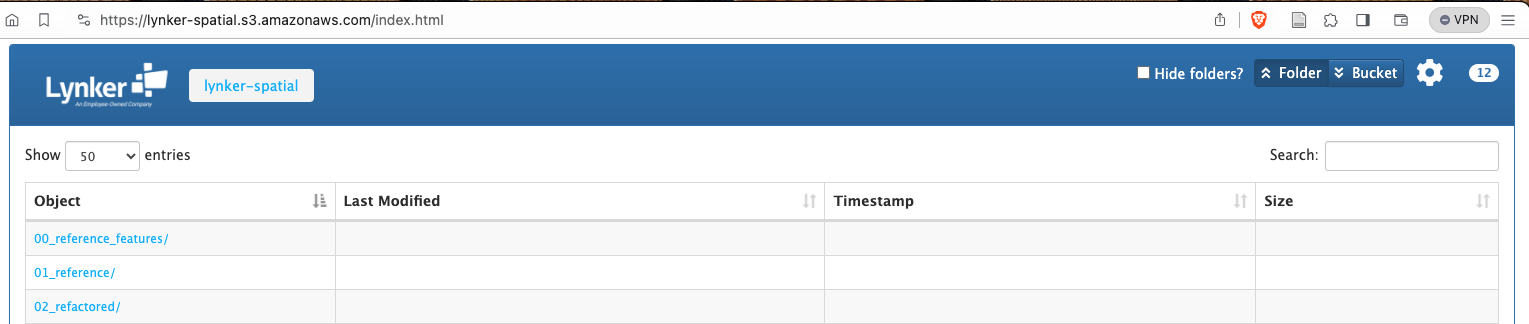 https://lynker-spatial.s3.amazonaws.com/index.html
VPN
Lynker
An Employee-Owned Company
lynker-spatial
Hide folders?
Folder
Bucket
12
Show 50 entries
Search:
Object Last Modified Timestamp Size
00_reference_features/
01_reference/
02_refactored/